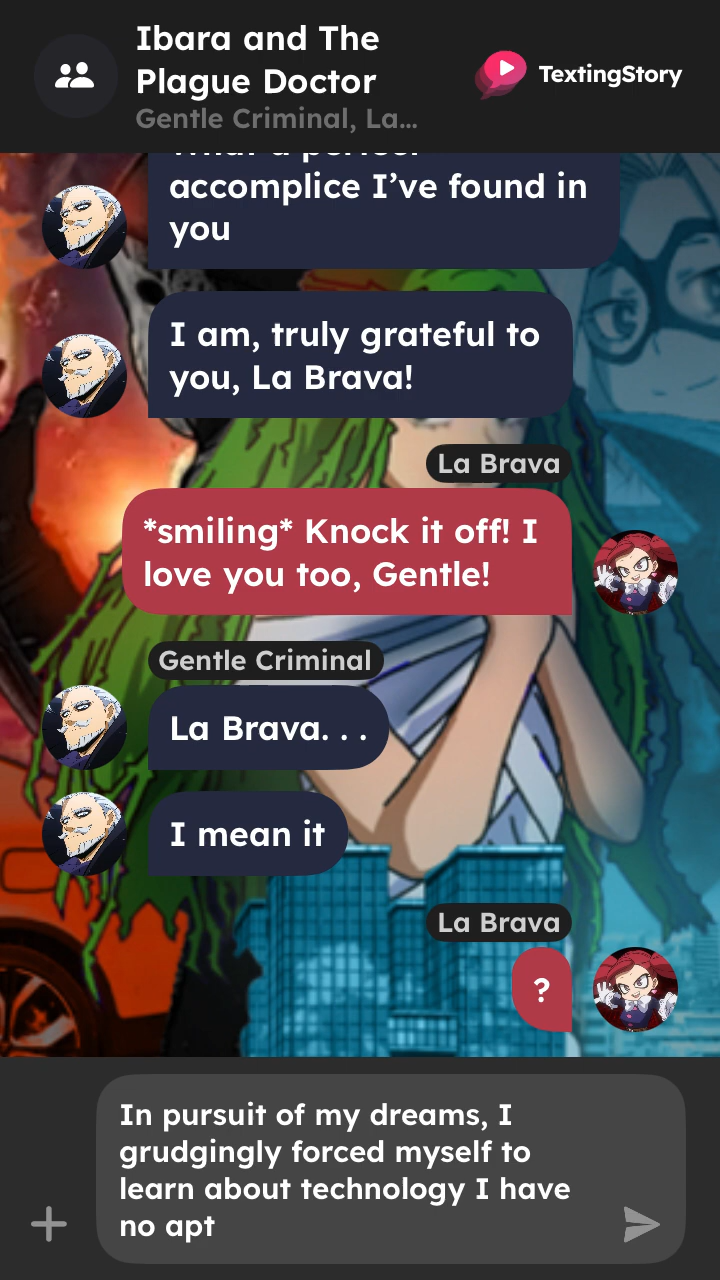 Ibara and The
Plague Doctor
Gentle Criminal, La...
TextingStory
What a perfect
accomplice I've found in
you
I am, truly grateful to
you, La Brava!
La Brava
*smiling* Knock it off! I
love you too, Gentle!
Gentle Criminal
La Brava. . .
I mean it
La Brava
?
In pursuit of my dreams, I
grudgingly forced myself to
learn about technology I have
no apt